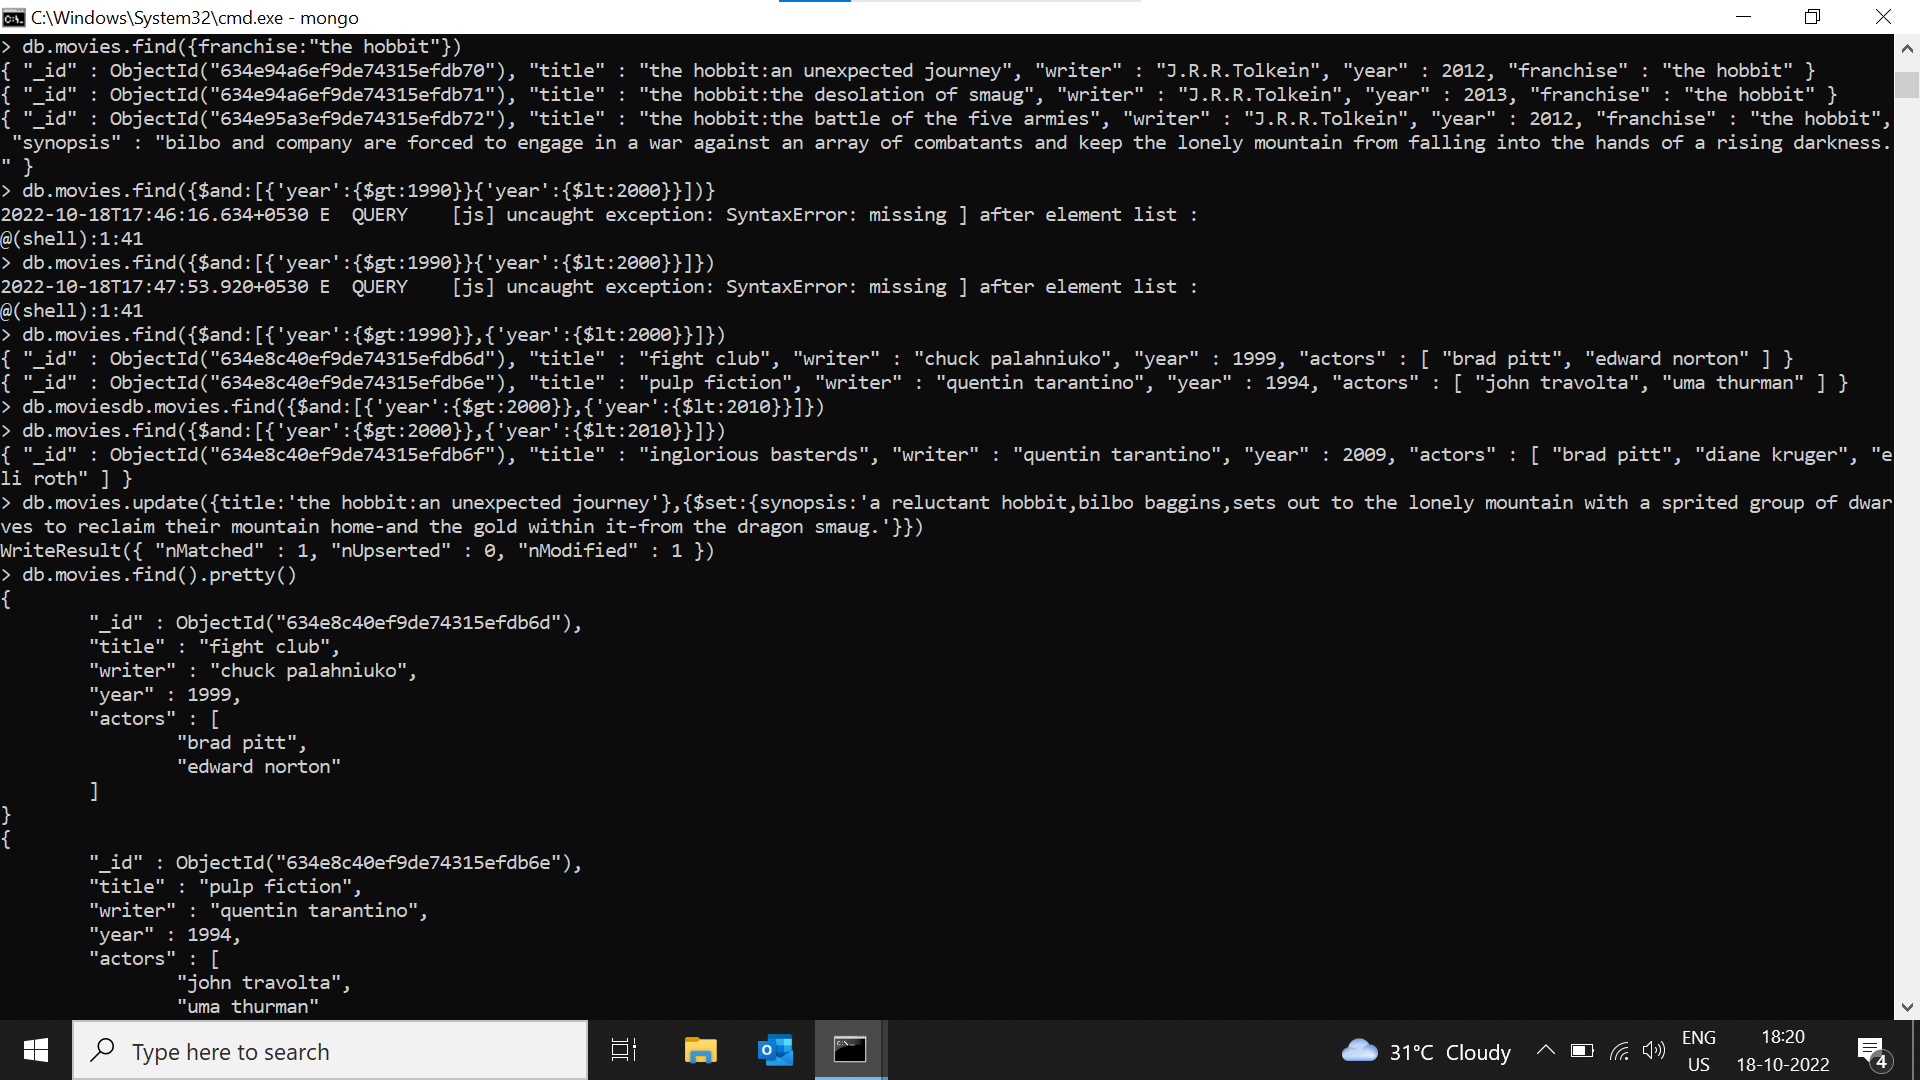 C:\Windows\System32\cmd.exe - mongo
> db.movies.find({franchise:"the hobbit"})
{ "_id" : ObjectId("634e94a6ef9de74315efdb70"), "title" : "the hobbit:an unexpected journey", "writer" : "J.R.R.Tolkein", "year" : 2012, "franchise" : "the hobbit" }
{ "_id" : ObjectId("634e94a6ef9de74315efdb71"), "title" : "the hobbit:the desolation of smaug", "writer" : "J.R.R.Tolkein", "year" : 2013, "franchise" : "the hobbit" }
{ "_id" : ObjectId("634e95a3ef9de74315efdb72"), "title" : "the hobbit:the battle of the five armies", "writer" : "J.R.R.Tolkein", "year" : 2012, "franchise" : "the hobbit",
 "synopsis" : "bilbo and company are forced to engage in a war against an array of combatants and keep the lonely mountain from falling into the hands of a rising darkness.
" }
> db.movies.find({$and:[{'year':{$gt:1990}}{'year':{$lt:2000}}])}
2022-10-18T17:46:16.634+0530 E  QUERY    [js] uncaught exception: SyntaxError: missing ] after element list :
@(shell):1:41
> db.movies.find({$and:[{'year':{$gt:1990}}{'year':{$lt:2000}}]})
2022-10-18T17:47:53.920+0530 E  QUERY    [js] uncaught exception: SyntaxError: missing ] after element list :
@(shell):1:41
> db.movies.find({$and:[{'year':{$gt:1990}},{'year':{$lt:2000}}]})
{ "_id" : ObjectId("634e8c40ef9de74315efdb6d"), "title" : "fight club", "writer" : "chuck palahniuko", "year" : 1999, "actors" : [ "brad pitt", "edward norton" ] }
{ "_id" : ObjectId("634e8c40ef9de74315efdb6e"), "title" : "pulp fiction", "writer" : "quentin tarantino", "year" : 1994, "actors" : [ "john travolta", "uma thurman" ] }
> db.moviesdb.movies.find({$and:[{'year':{$gt:2000}},{'year':{$lt:2010}}]})
> db.movies.find({$and:[{'year':{$gt:2000}},{'year':{$lt:2010}}]})
{ "_id" : ObjectId("634e8c40ef9de74315efdb6f"), "title" : "inglorious basterds", "writer" : "quentin tarantino", "year" : 2009, "actors" : [ "brad pitt", "diane kruger", "e
li roth" ] }
> db.movies.update({title:'the hobbit:an unexpected journey'},{$set:{synopsis:'a reluctant hobbit,bilbo baggins,sets out to the lonely mountain with a sprited group of dwar
ves to reclaim their mountain home-and the gold within it-from the dragon smaug.'}})
WriteResult({ "nMatched" : 1, "nUpserted" : 0, "nModified" : 1 })
> db.movies.find().pretty()
{
        "_id" : ObjectId("634e8c40ef9de74315efdb6d"),
        "title" : "fight club",
        "writer" : "chuck palahniuko",
        "year" : 1999,
        "actors" : [
                "brad pitt",
                "edward norton"
        ]
}
{
        "_id" : ObjectId("634e8c40ef9de74315efdb6e"),
        "title" : "pulp fiction",
        "writer" : "quentin tarantino",
        "year" : 1994,
        "actors" : [
                "john travolta",
                "uma thurman"
Type here to search
31°C Cloudy
ENG
US
18:20
18-10-2022
4